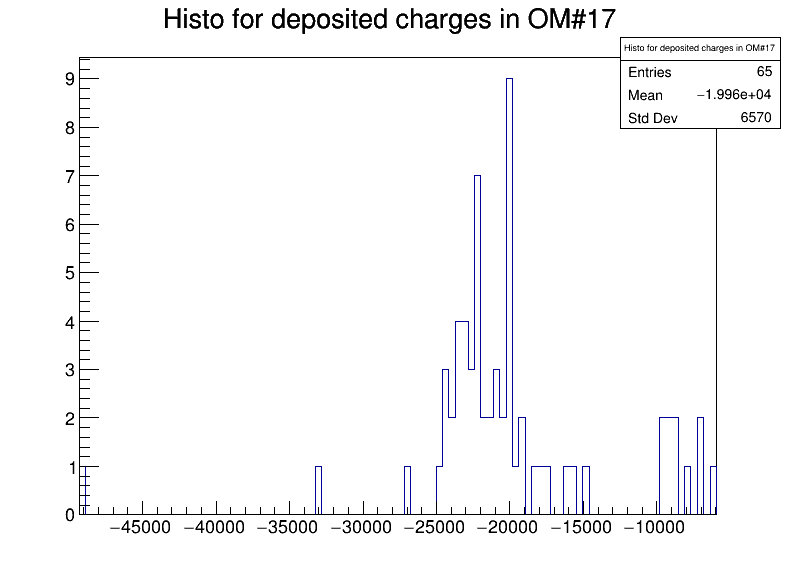 Histo for deposited charges in OM#17
Histo for deposited charges in OM#17
Entries 65
Mean −1.996e+04
Std Dev 6570
9
8
7
6
5
4
3
2
1
0
−45000 −40000 −35000 −30000 −25000 −20000 −15000 −10000